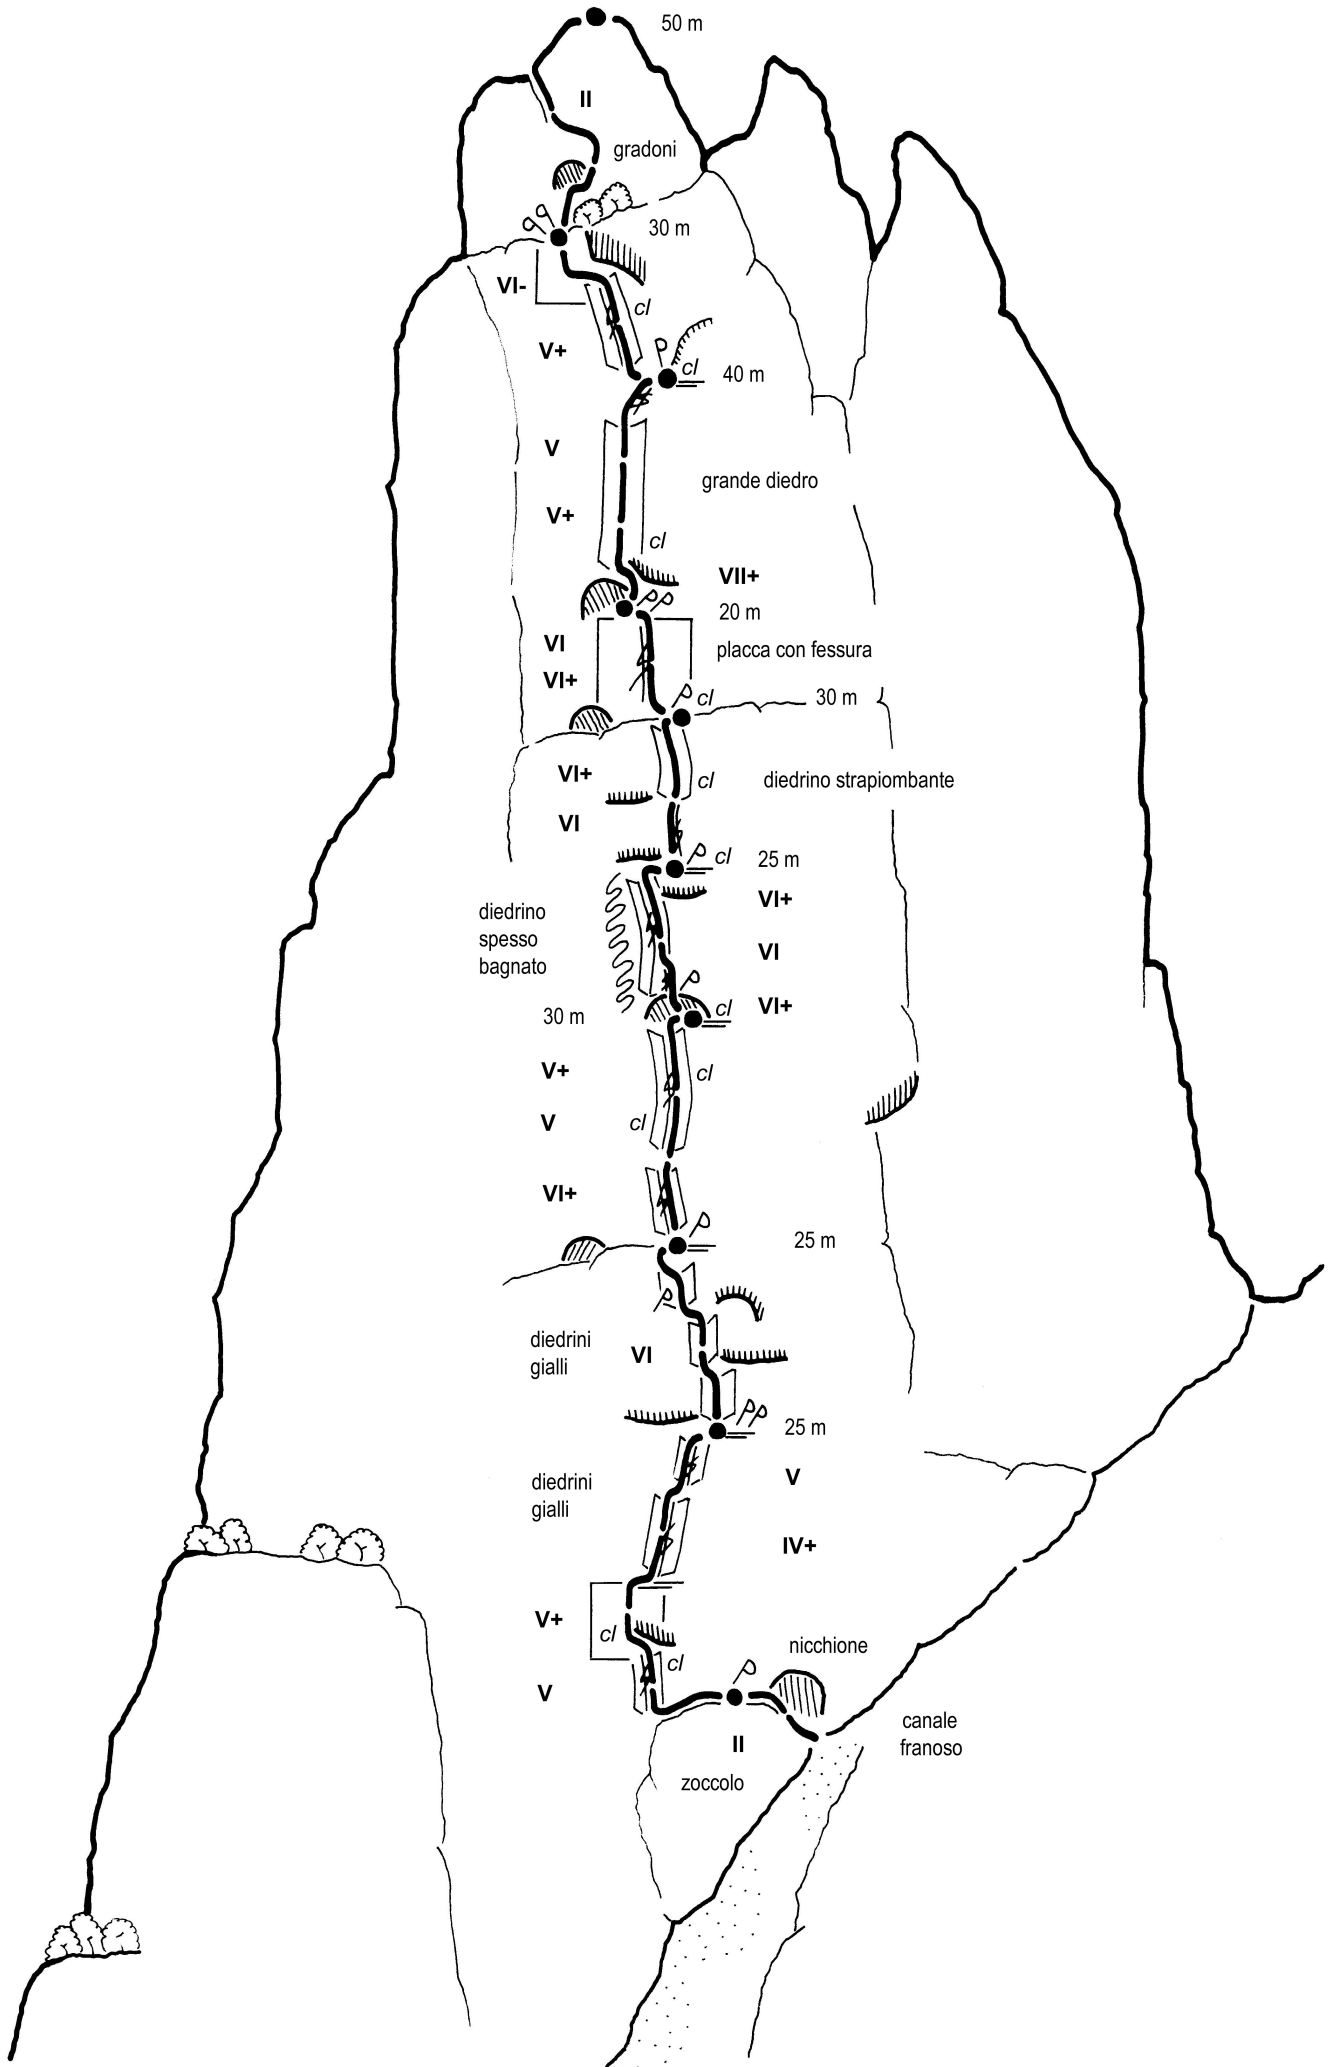 50 m
II
gradoni
30 m
VI-
cl
V+
cl
40 m
V
grande diedro
V+
cl
VII+
20 m
VI
placca con fessura
VI+
cl
30 m
VI+
cl
diedrino strapiombante
VI
cl
25 m
VI+
diedrino
spesso
bagnato
VI
VI+
cl
30 m
V+
cl
V
cl
VI+
25 m
diedrini
gialli
VI
25 m
V
diedrini
gialli
IV+
V+
cl
nicchione
cl
V
canale
franoso
II
zoccolo